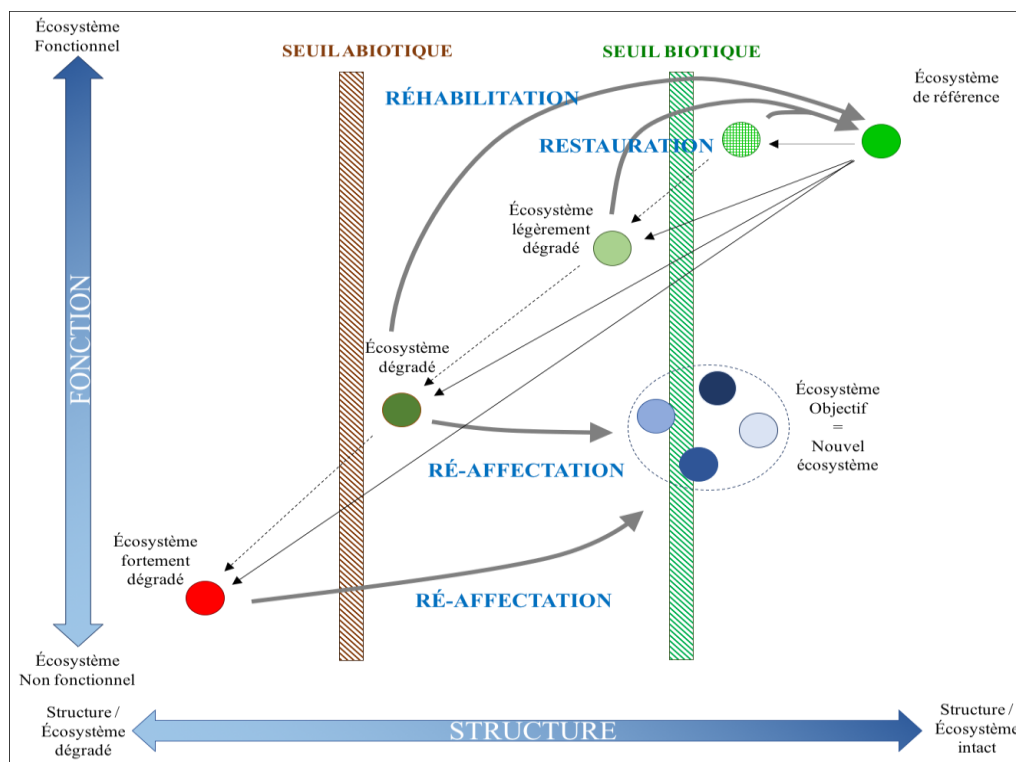 Écosystème
Fonctionnel
SEUIL ABIOTIQUE
SEUIL BIOTIQUE
Écosystème
de référence
RÉHABILITATION
RESTAURATION
Écosystème
légèrement
dégradé
FONCTION
Écosystème
dégradé
Écosystème
Objectif
=
Nouvel
écosystème
RÉ-AFFECTATION
Écosystème
fortement
dégradé
RÉ-AFFECTATION
Écosystème
Non fonctionnel
Structure /
Écosystème
dégradé
STRUCTURE
Structure /
Écosystème
intact